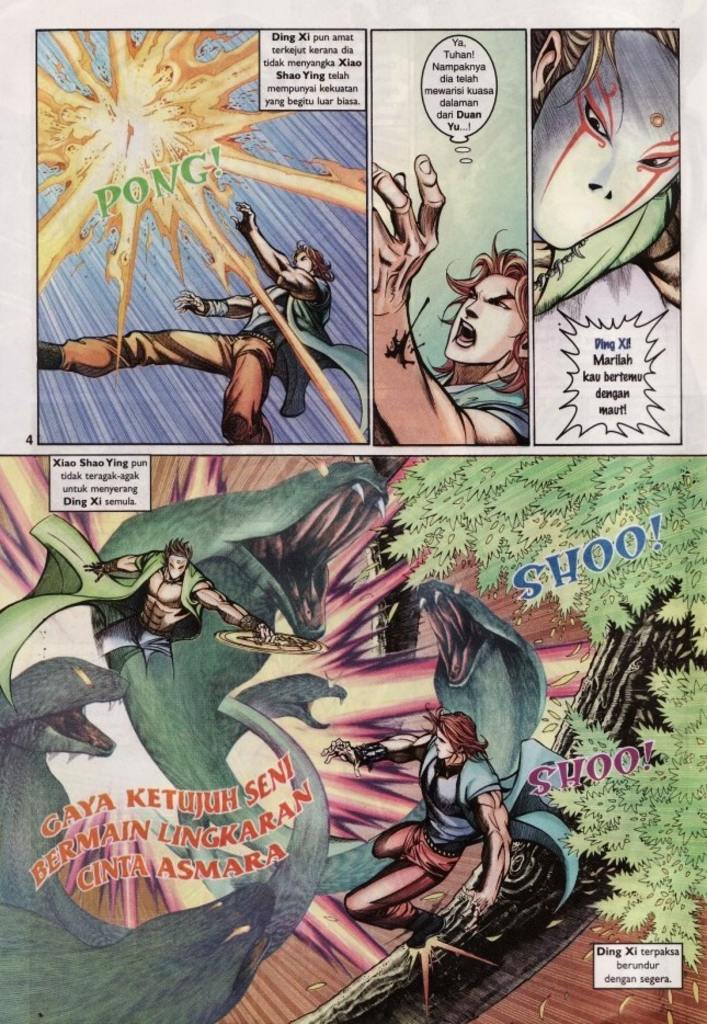 Ding Xi pun amat
terkejut kerana dia
tidak menyangka Xiao
Shao Ying telah
mempunyai kekuatan
yang begitu luar biasa.
PONG!
Ya,
Tuhan!
Nampaknya
dia telah
mewarisi kuasa
dalaman
dari Duan
Yu...!
Ding Xi!
Marilah
kau bertemu
dengan
maut!
4
Xiao Shao Ying pun
tidak teragak-agak
untuk menyerang
Ding Xi semula.
SHOO!
SHOO!
GAYA KETUJUH SENI
BERMAIN LINGKARAN
CINTA ASMARA
Ding Xi terpaksa
berundur
dengan segera.